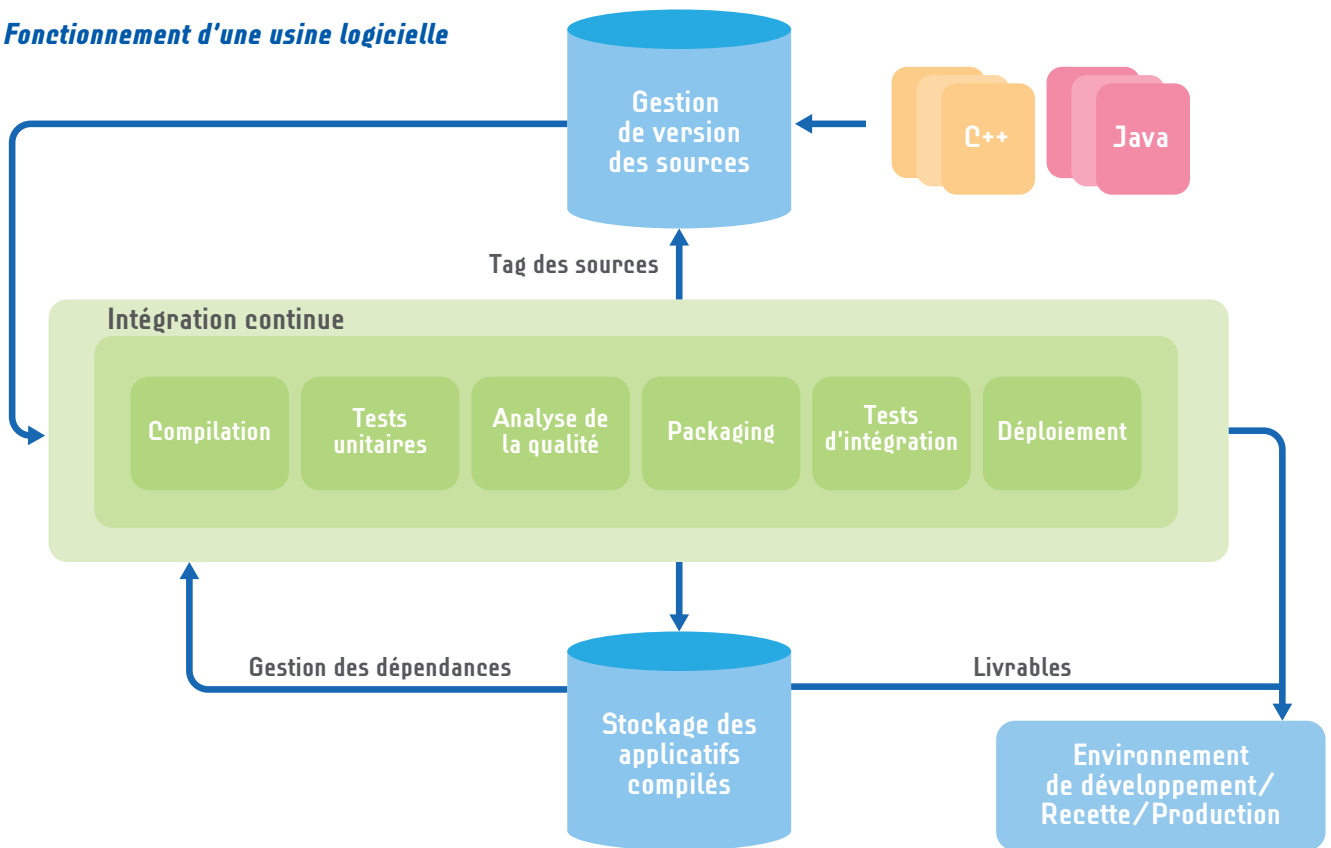 Fonctionnement d'une usine logicielle
Gestion
de version
des sources
C++
Java
Tag des sources
Intégration continue
Compilation
Tests
unitaires
Analyse de
la qualité
Packaging
Tests
d'intégration
Déploiement
Gestion des dépendances
Livrables
Stockage des
applicatifs
compilés
Environnement
de développement/
Recette/Production